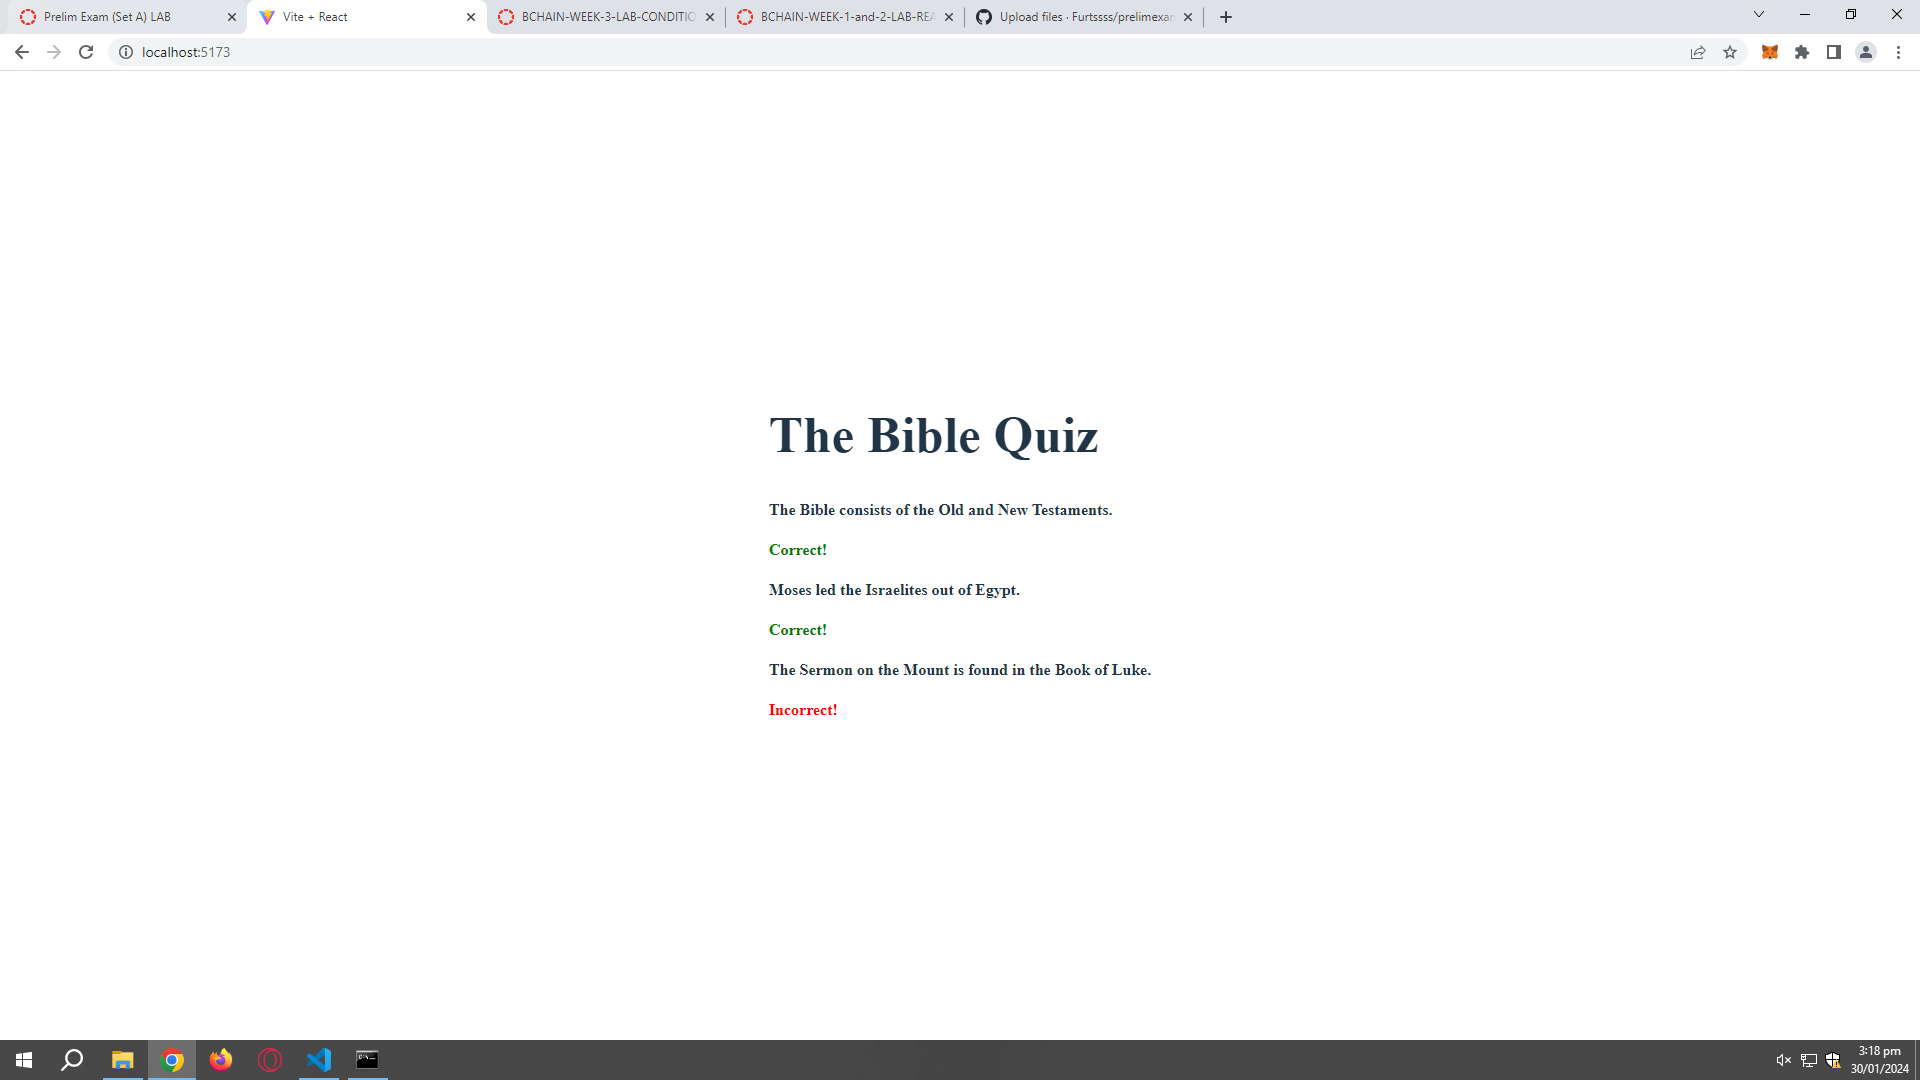 Prelim Exam (Set A) LAB
Vite + React
BCHAIN-WEEK-3-LAB-CONDITIO
BCHAIN-WEEK-1-and-2-LAB-REA
Upload files · Furtssss/prelimexa
localhost:5173
The Bible Quiz
The Bible consists of the Old and New Testaments.
Correct!
Moses led the Israelites out of Egypt.
Correct!
The Sermon on the Mount is found in the Book of Luke.
Incorrect!
3:18 pm
30/01/2024